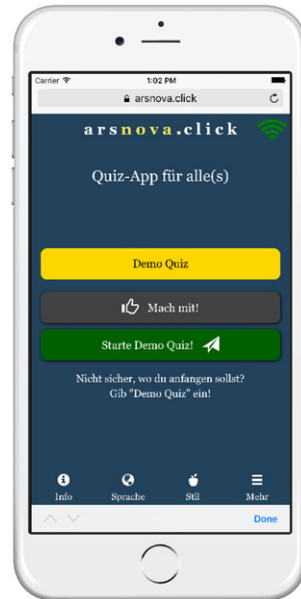 Carrier 1:02 PM
arsnova.click
arsnova.click
Quiz-App für alle(s)
Demo Quiz
Mach mit!
Starte Demo Quiz!
Nicht sicher, wo du anfangen sollst?
Gib "Demo Quiz" ein!
Info Sprache Stil Mehr
Done